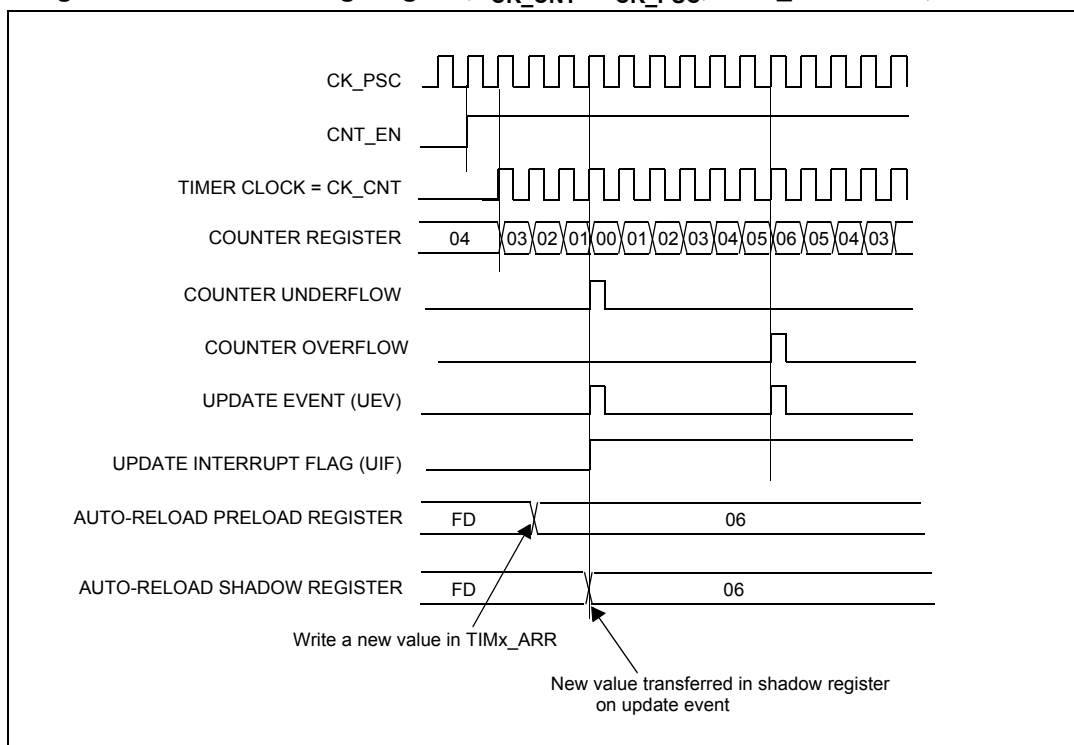 CK_PSC
CNT_EN
TIMER CLOCK = CK_CNT
COUNTER REGISTER 04 03 02 01 00 01 02 03 04 05 06 05 04 03
COUNTER UNDERFLOW
COUNTER OVERFLOW
UPDATE EVENT (UEV)
UPDATE INTERRUPT FLAG (UIF)
AUTO-RELOAD PRELOAD REGISTER FD 06
AUTO-RELOAD SHADOW REGISTER FD 06
Write a new value in TIMx_ARR
New value transferred in shadow register
on update event